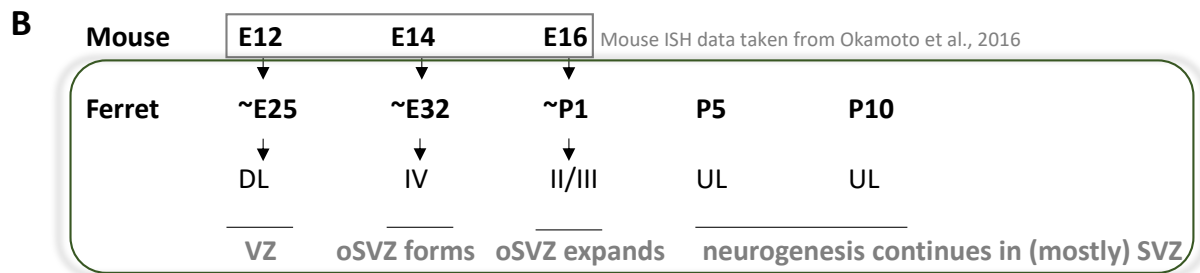 B
Mouse E12 E14 E16 Mouse ISH data taken from Okamoto et al., 2016
Ferret ~E25 ~E32 ~P1 P5 P10
DL IV II/III UL UL
VZ oSVZ forms oSVZ expands neurogenesis continues in (mostly) SVZ